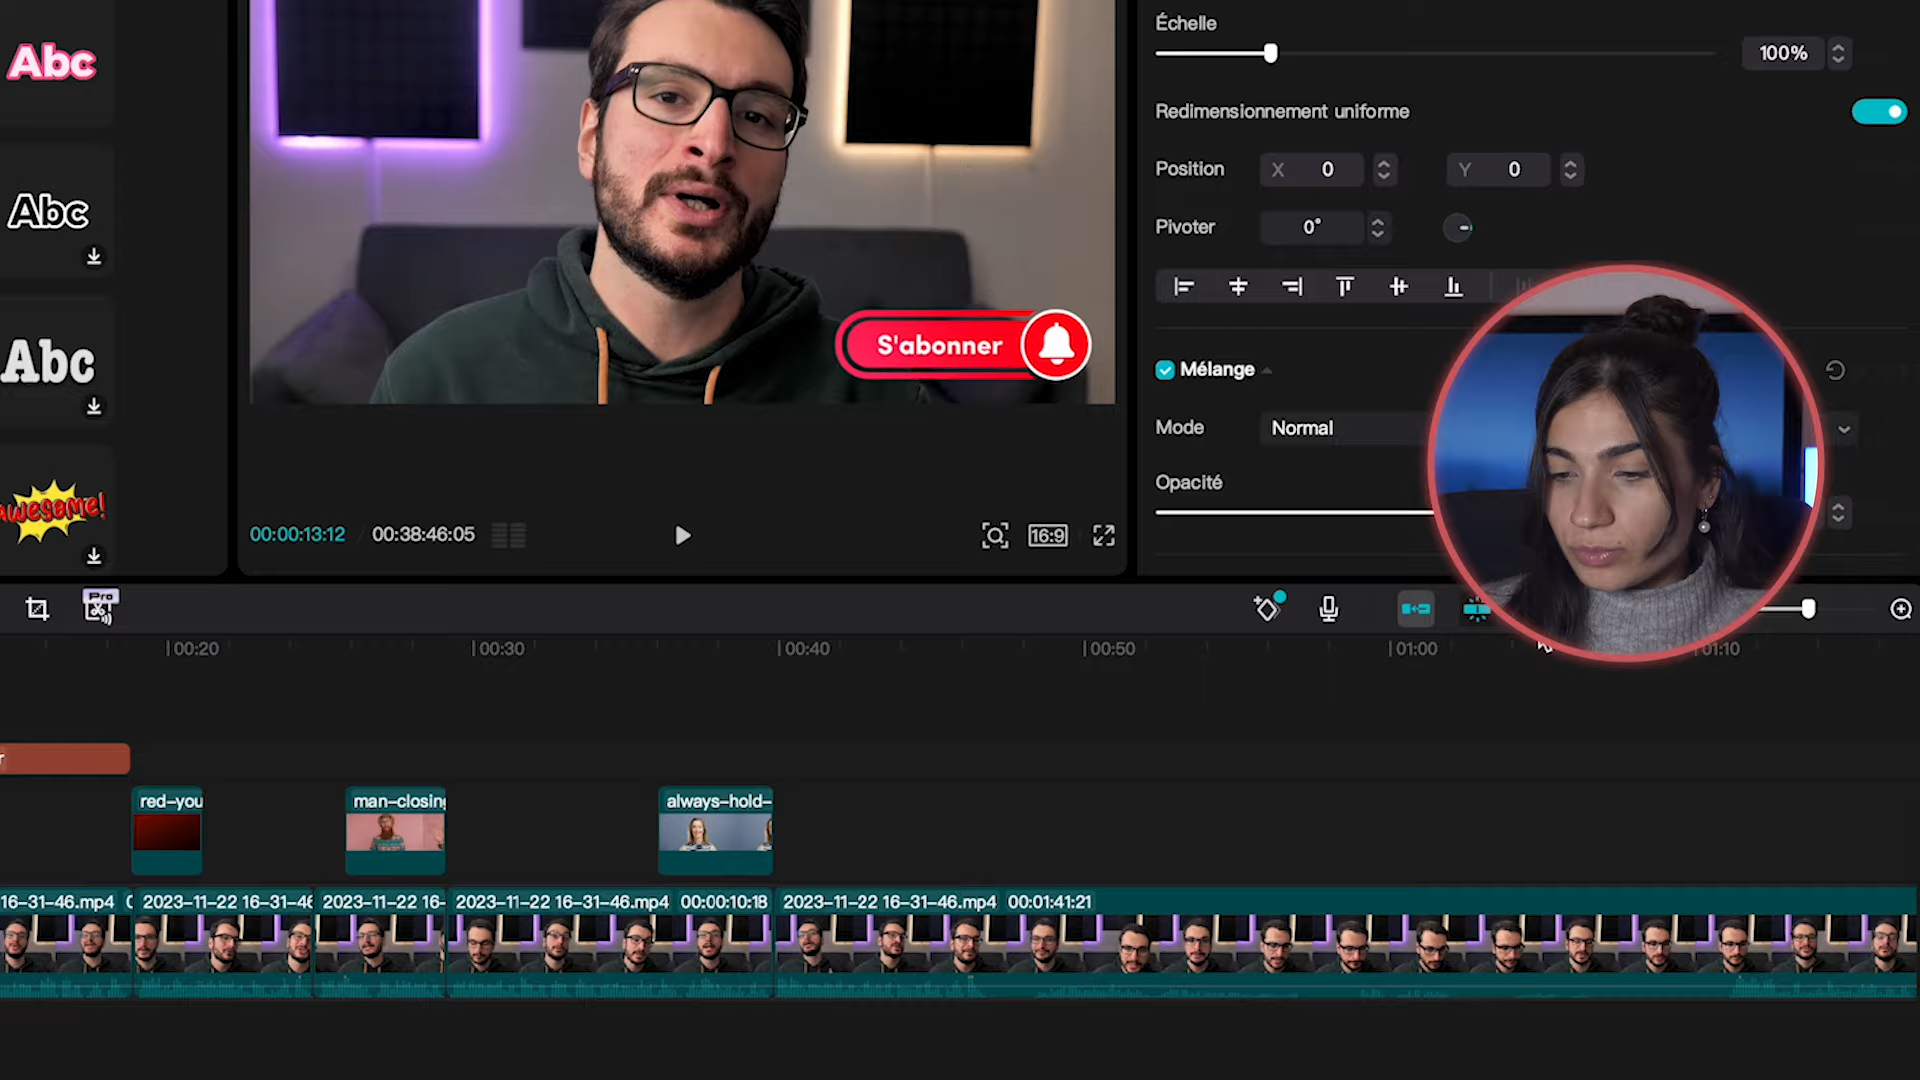 Abc
Abc
Abc
Awesome!
S'abonner
00:00:13:12 00:38:46:05
16:9
Échelle
100%
Redimensionnement uniforme
Position X 0 Y 0
Pivoter 0°
Mélange
Mode Normal
Opacité
Pro
00:20 00:30 00:40 00:50 01:00 01:10
r
red-you
man-closing
always-hold-
16-31-46.mp4
2023-11-22 16-31-46
2023-11-22 16-
2023-11-22 16-31-46.mp4 00:00:10:18
2023-11-22 16-31-46.mp4 00:01:41:21